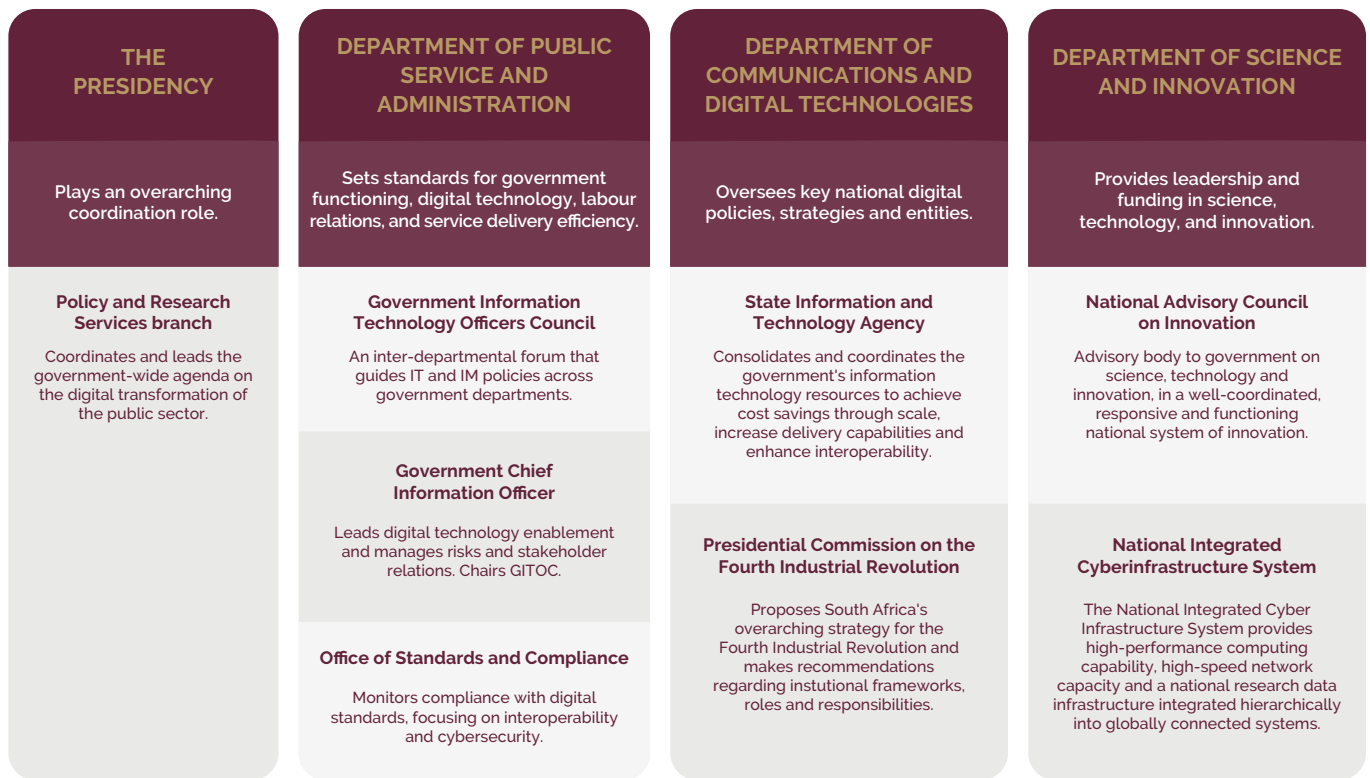 THE
PRESIDENCY
Plays an overarching
coordination role.
Policy and Research
Services branch
Coordinates and leads the
government-wide agenda on
the digital transformation of
the public sector.
DEPARTMENT OF PUBLIC
SERVICE AND
ADMINISTRATION
Sets standards for government
functioning, digital technology, labour
relations, and service delivery efficiency.
Government Information
Technology Officers Council
An inter-departmental forum that
guides IT and IM policies across
government departments.
Government Chief
Information Officer
Leads digital technology enablement
and manages risks and stakeholder
relations. Chairs GITOC.
Office of Standards and Compliance
Monitors compliance with digital
standards, focusing on interoperability
and cybersecurity.
DEPARTMENT OF
COMMUNICATIONS AND
DIGITAL TECHNOLOGIES
Oversees key national digital
policies, strategies and entities.
State Information and
Technology Agency
Consolidates and coordinates the
government's information
technology resources to achieve
cost savings through scale,
increase delivery capabilities and
enhance interoperability.
Presidential Commission on the
Fourth Industrial Revolution
Proposes South Africa's
overarching strategy for the
Fourth Industrial Revolution and
makes recommendations
regarding instutional frameworks,
roles and responsibilities.
DEPARTMENT OF SCIENCE
AND INNOVATION
Provides leadership and
funding in science,
technology, and innovation.
National Advisory Council
on Innovation
Advisory body to government on
science, technology and
innovation, in a well-coordinated,
responsive and functioning
national system of innovation.
National Integrated
Cyberinfrastructure System
The National Integrated Cyber
Infrastructure System provides
high-performance computing
capability, high-speed network
capacity and a national research data
infrastructure integrated hierarchically
into globally connected systems.